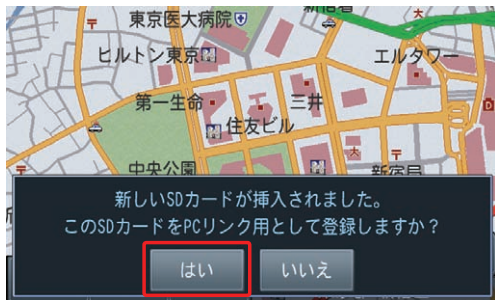 東京医大病院
ヒルトン東京
エルタワー
第一生命
三井
住友ビル
中央公園
新宿局
新しいSDカードが挿入されました。
このSDカードをPCリンク用として登録しますか?
はい
いいえ